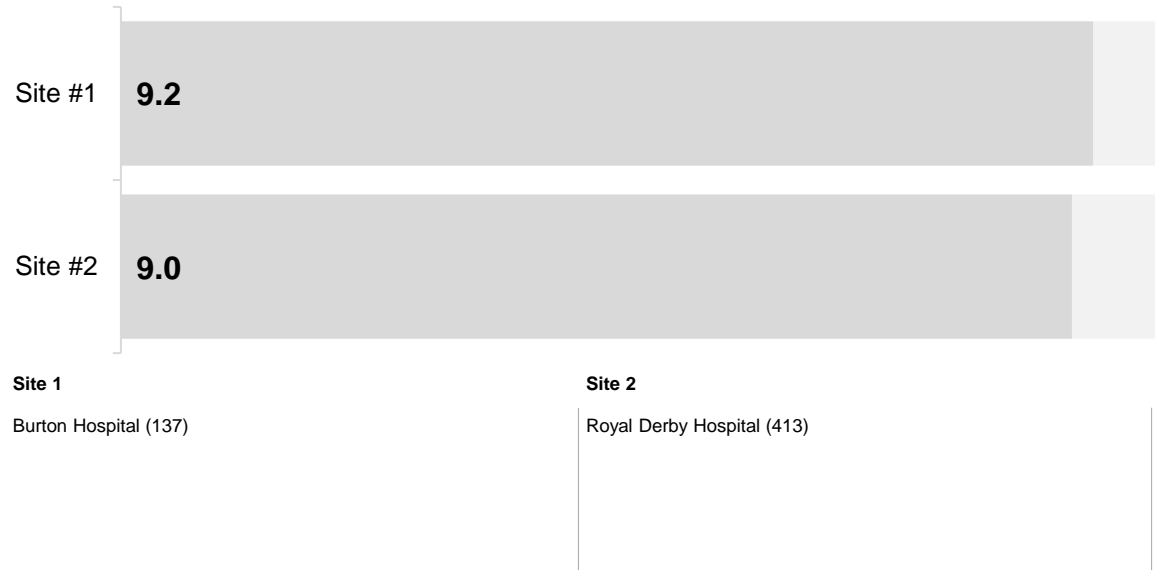 Site #1 9.2
Site #2 9.0
Site 1
Site 2
Burton Hospital (137)
Royal Derby Hospital (413)